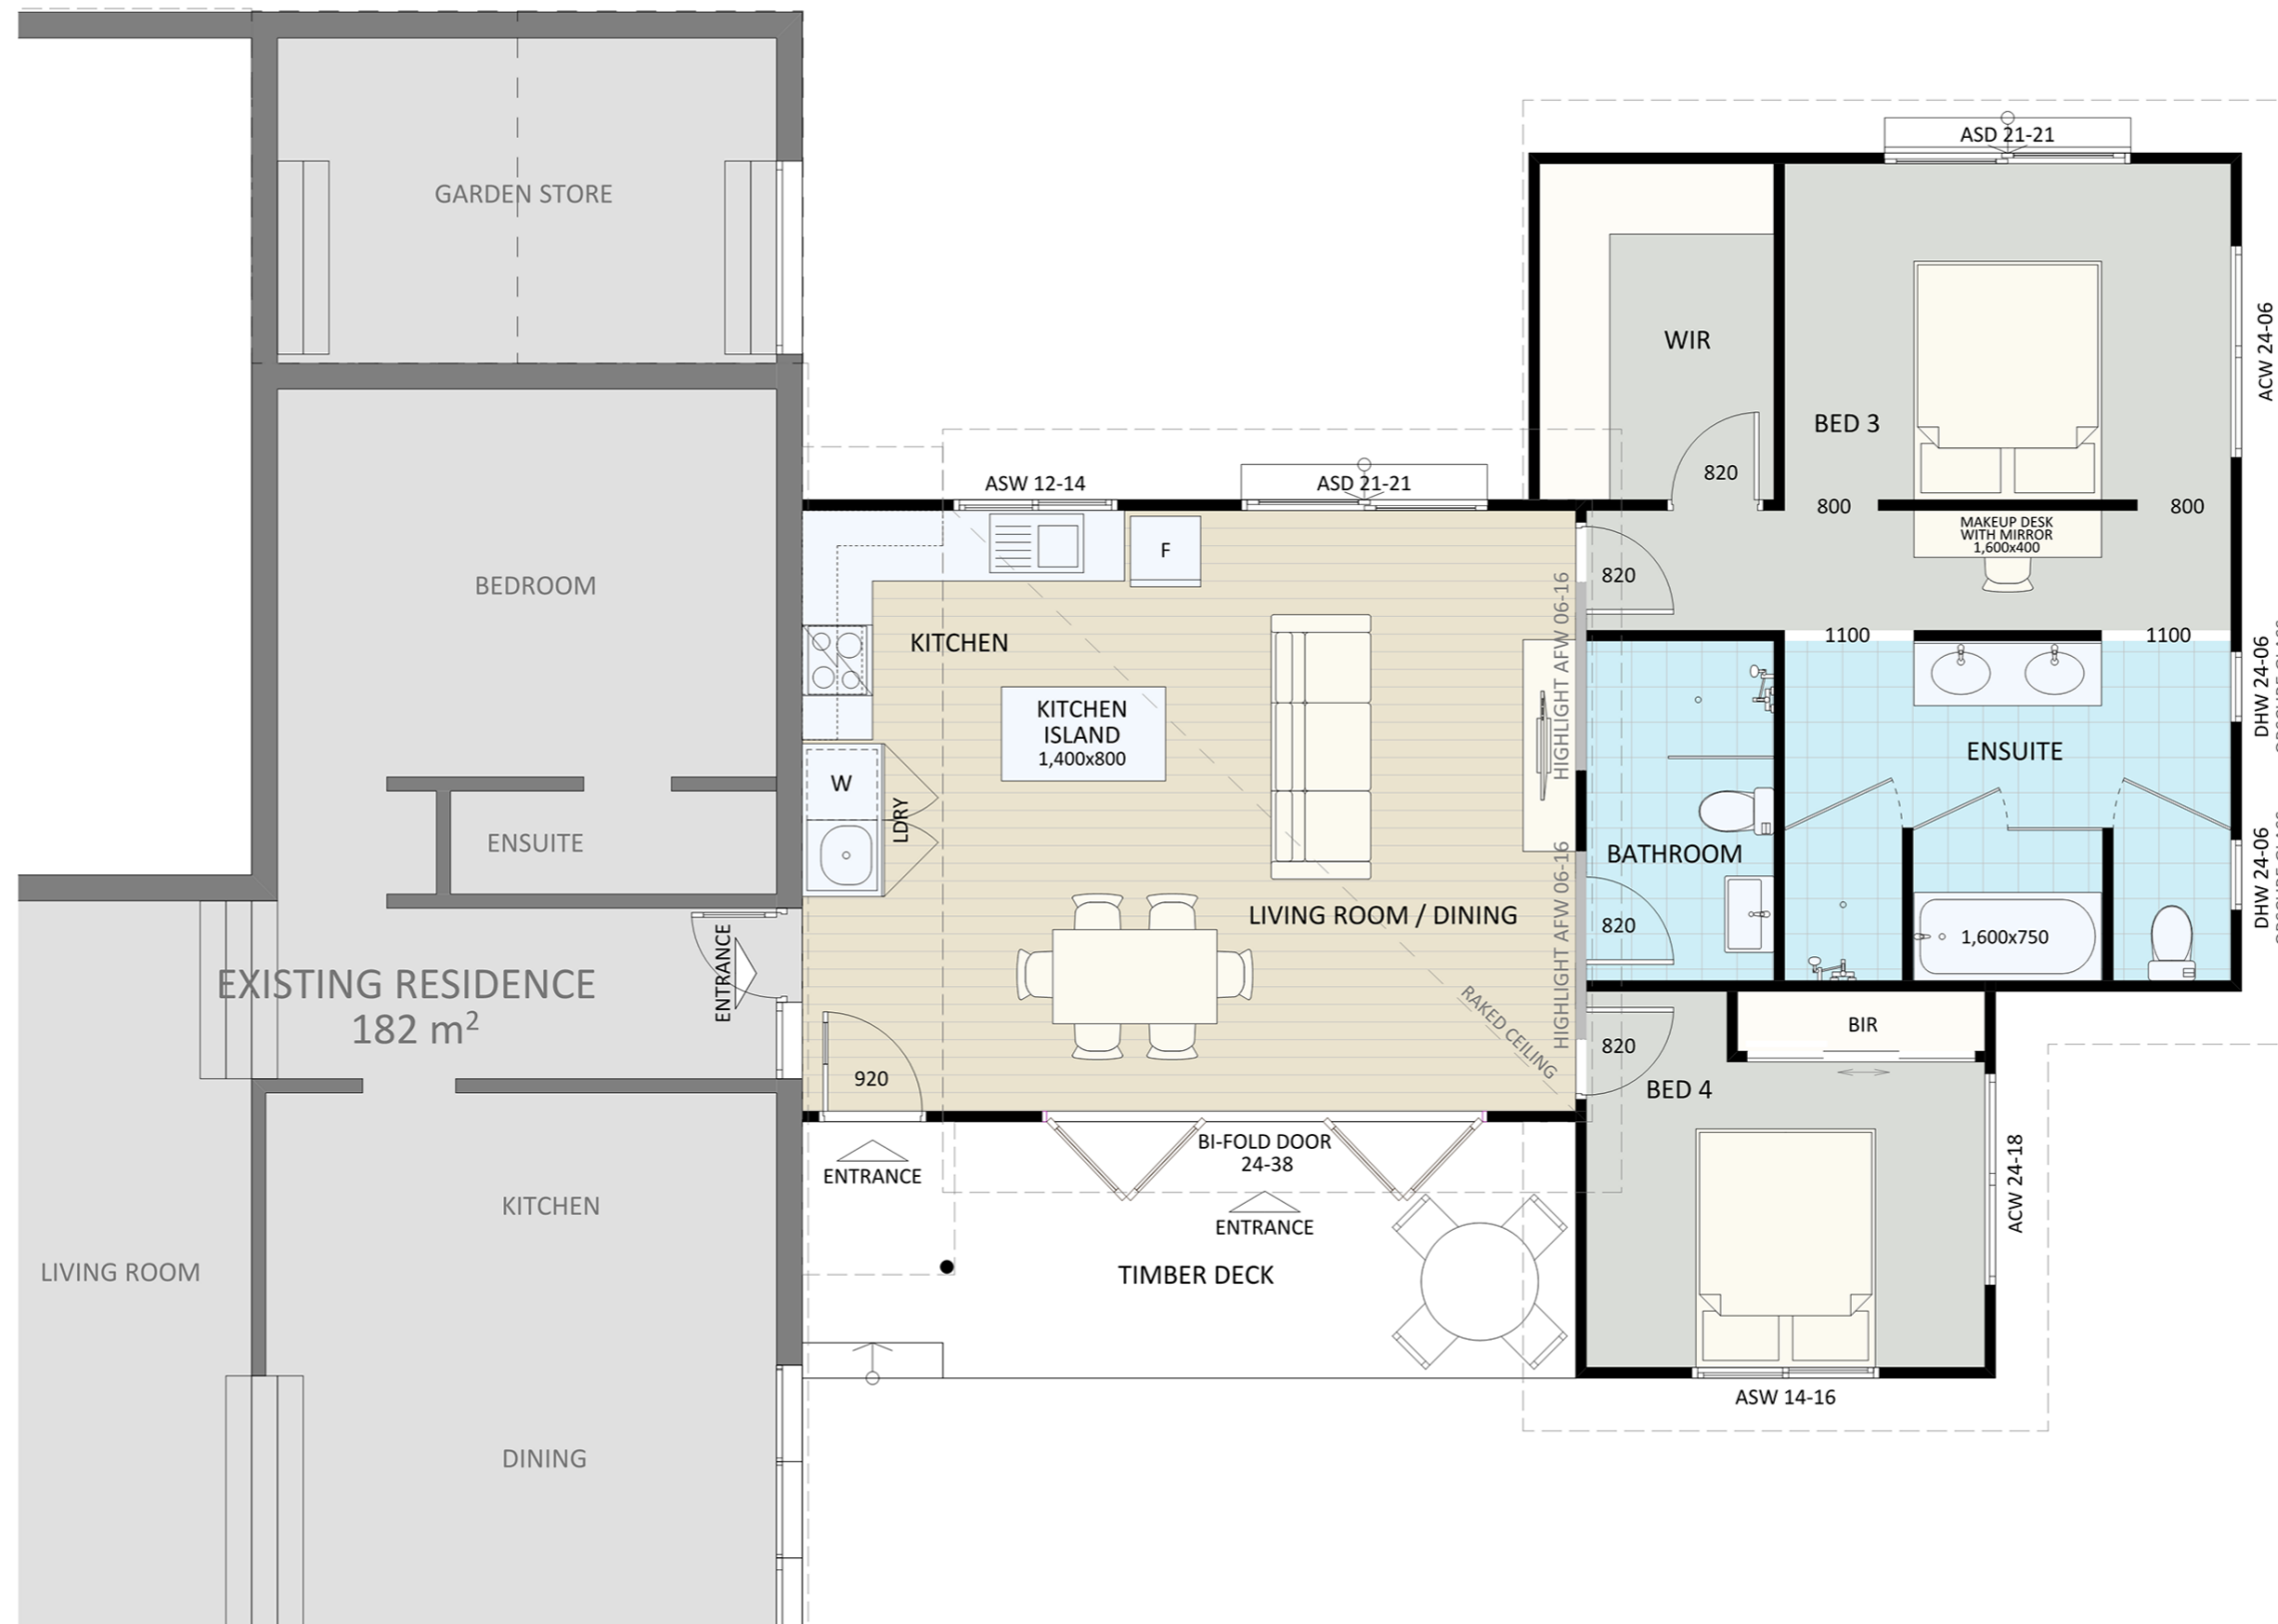 GARDEN STORE
BEDROOM
ENSUITE
ENTRANCE
EXISTING RESIDENCE
182 m²
KITCHEN
LIVING ROOM
DINING
ASW 12-14
ASD 21-21
F
KITCHEN
KITCHEN
ISLAND
1,400x800
W
LDRY
LIVING ROOM / DINING
HIGHLIGHT AFW 06-16
HIGHLIGHT AFW 06-16
RAKED CEILING
920
ENTRANCE
BI-FOLD DOOR
24-38
ENTRANCE
TIMBER DECK
ASD 21-21
WIR
BED 3
820
800
800
ACW 24-06
MAKEUP DESK
WITH MIRROR
1,600x400
820
1100
1100
DHW 24-06
ENSUITE
BATHROOM
820
1,600x750
DHW 24-06
BIR
820
BED 4
ACW 24-18
ASW 14-16